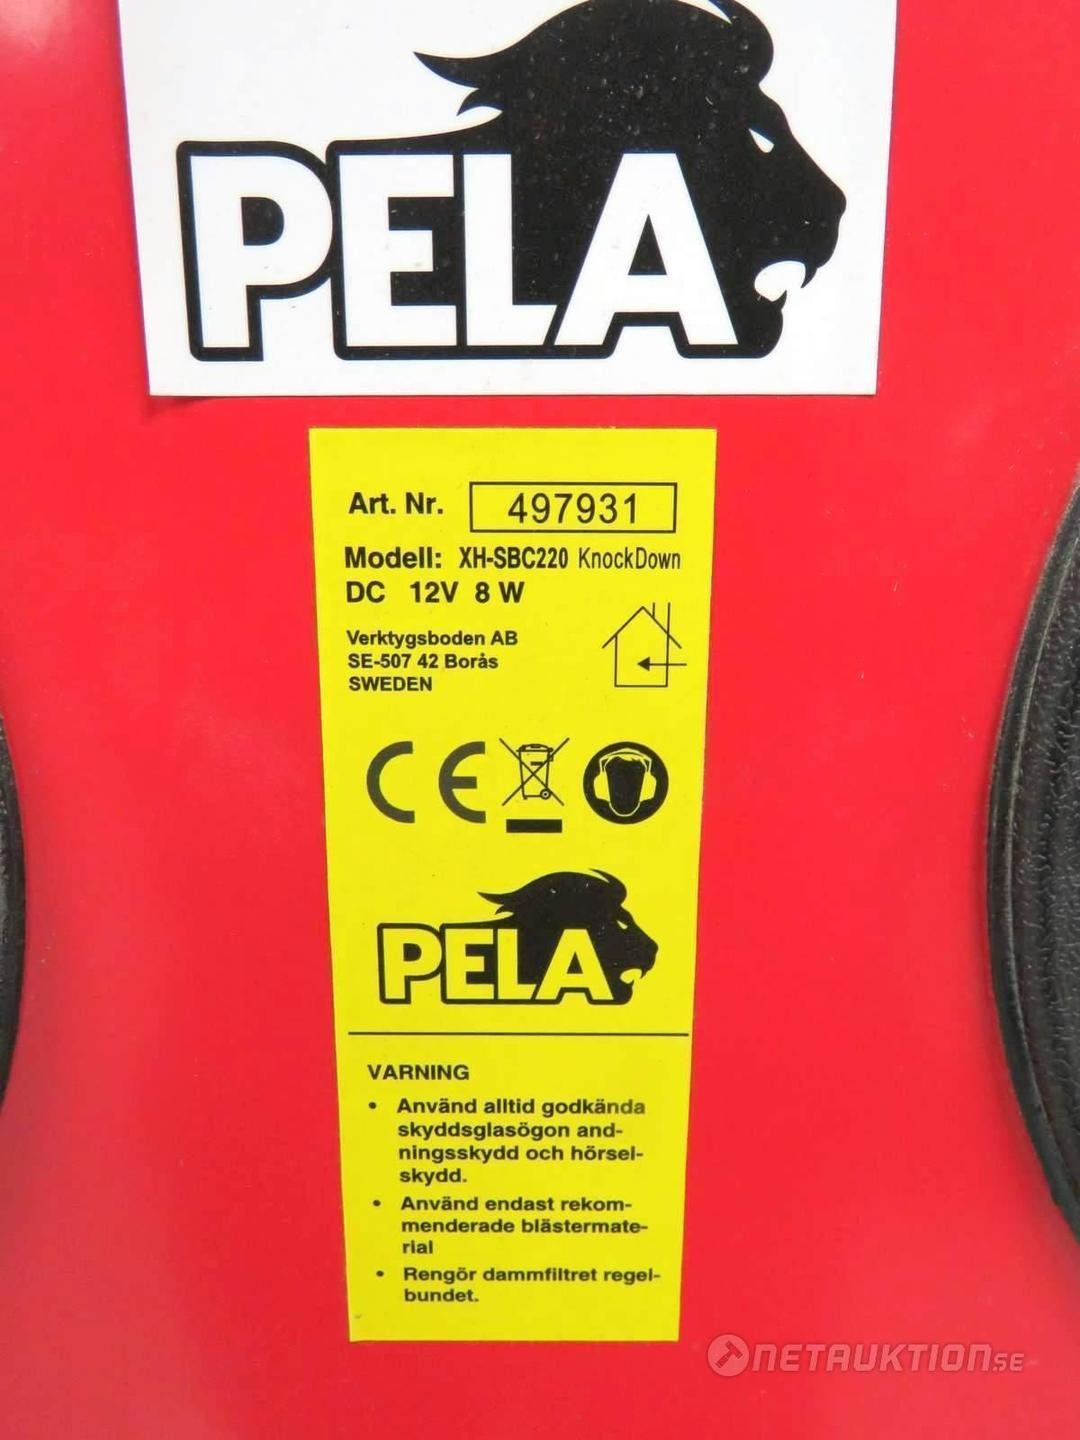 PELA
Art. Nr. 497931
Modell: XH-SBC220 KnockDown
DC 12V 8 W
Verktygsboden AB
SE-507 42 Borås
SWEDEN
CE
PELA
VARNING
• Använd alltid godkända
skyddsglasögon and-
ningsskydd och hörsel-
skydd.
• Använd endast rekom-
menderade blästermate-
rial
• Rengör dammfiltret regel-
bundet.
NETAUKTION.SE